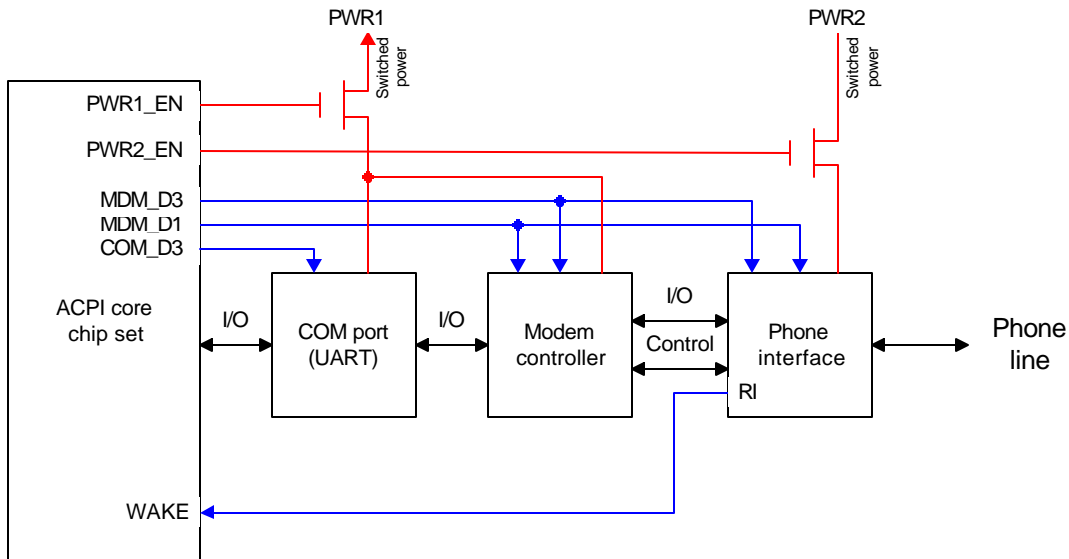 PWR1
PWR2
Switched
power
Switched
power
PWR1_EN
PWR2_EN
MDM_D3
MDM_D1
COM_D3
ACPI core
chip set
I/O
COM port
(UART)
I/O
Modem
controller
I/O
Control
Phone
interface
RI
Phone
line
WAKE